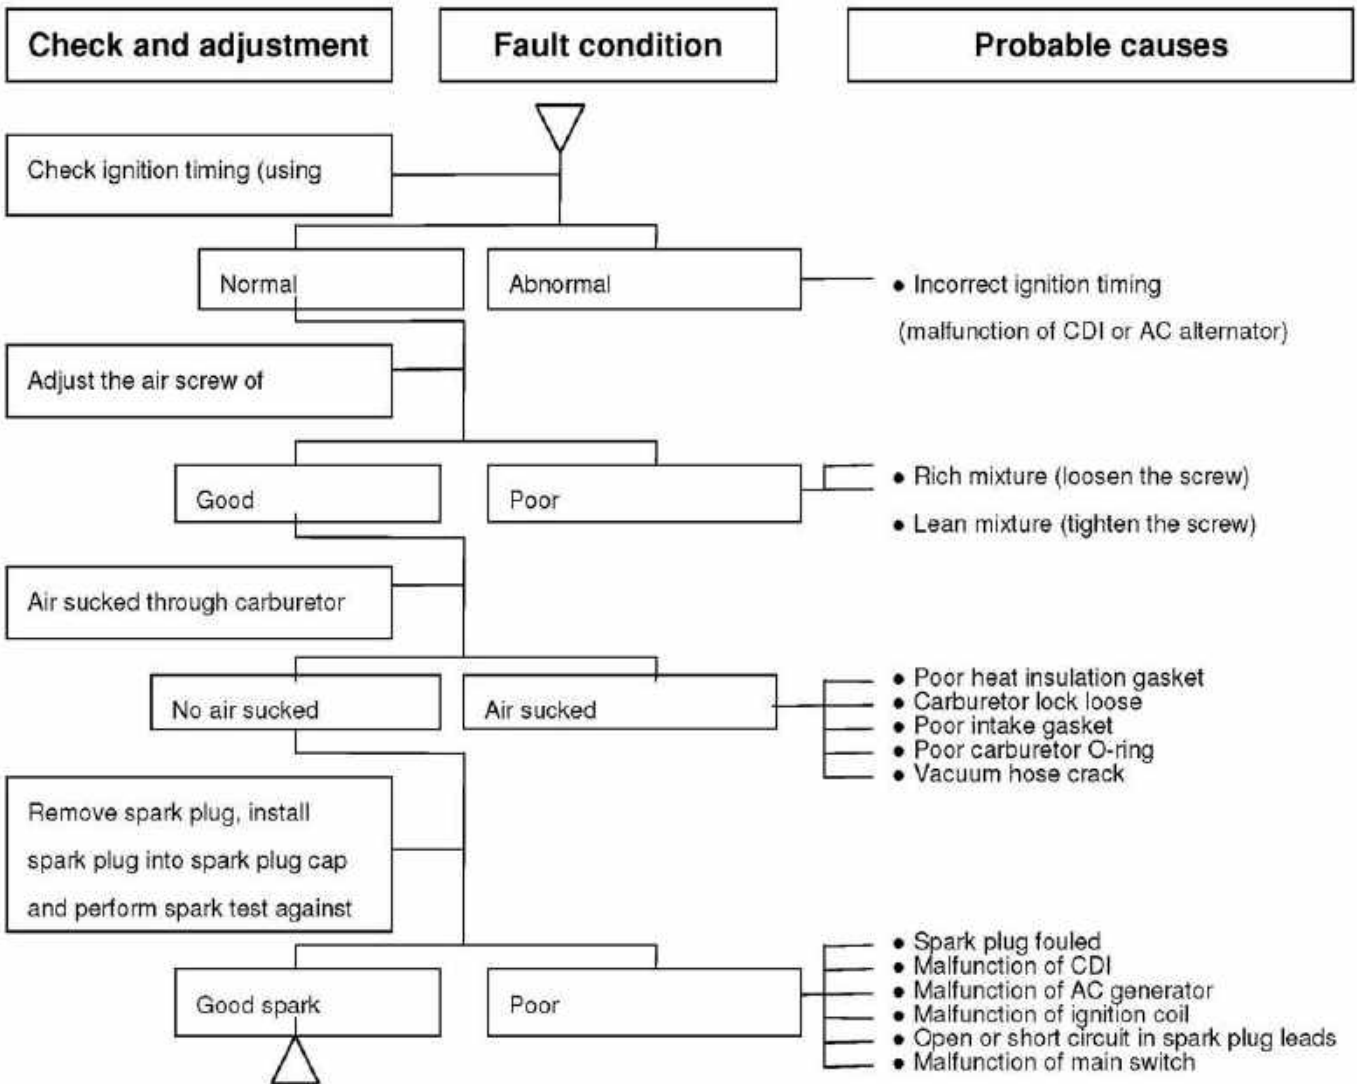 Check and adjustment
Fault condition
Probable causes
Check ignition timing (using
Normal
Abnormal
● Incorrect ignition timing
(malfunction of CDI or AC alternator)
Adjust the air screw of
Good
Poor
● Rich mixture (loosen the screw)
● Lean mixture (tighten the screw)
Air sucked through carburetor
No air sucked
Air sucked
● Poor heat insulation gasket
● Carburetor lock loose
● Poor intake gasket
● Poor carburetor O-ring
● Vacuum hose crack
Remove spark plug, install
spark plug into spark plug cap
and perform spark test against
Good spark
Poor
● Spark plug fouled
● Malfunction of CDI
● Malfunction of AC generator
● Malfunction of ignition coil
● Open or short circuit in spark plug leads
● Malfunction of main switch